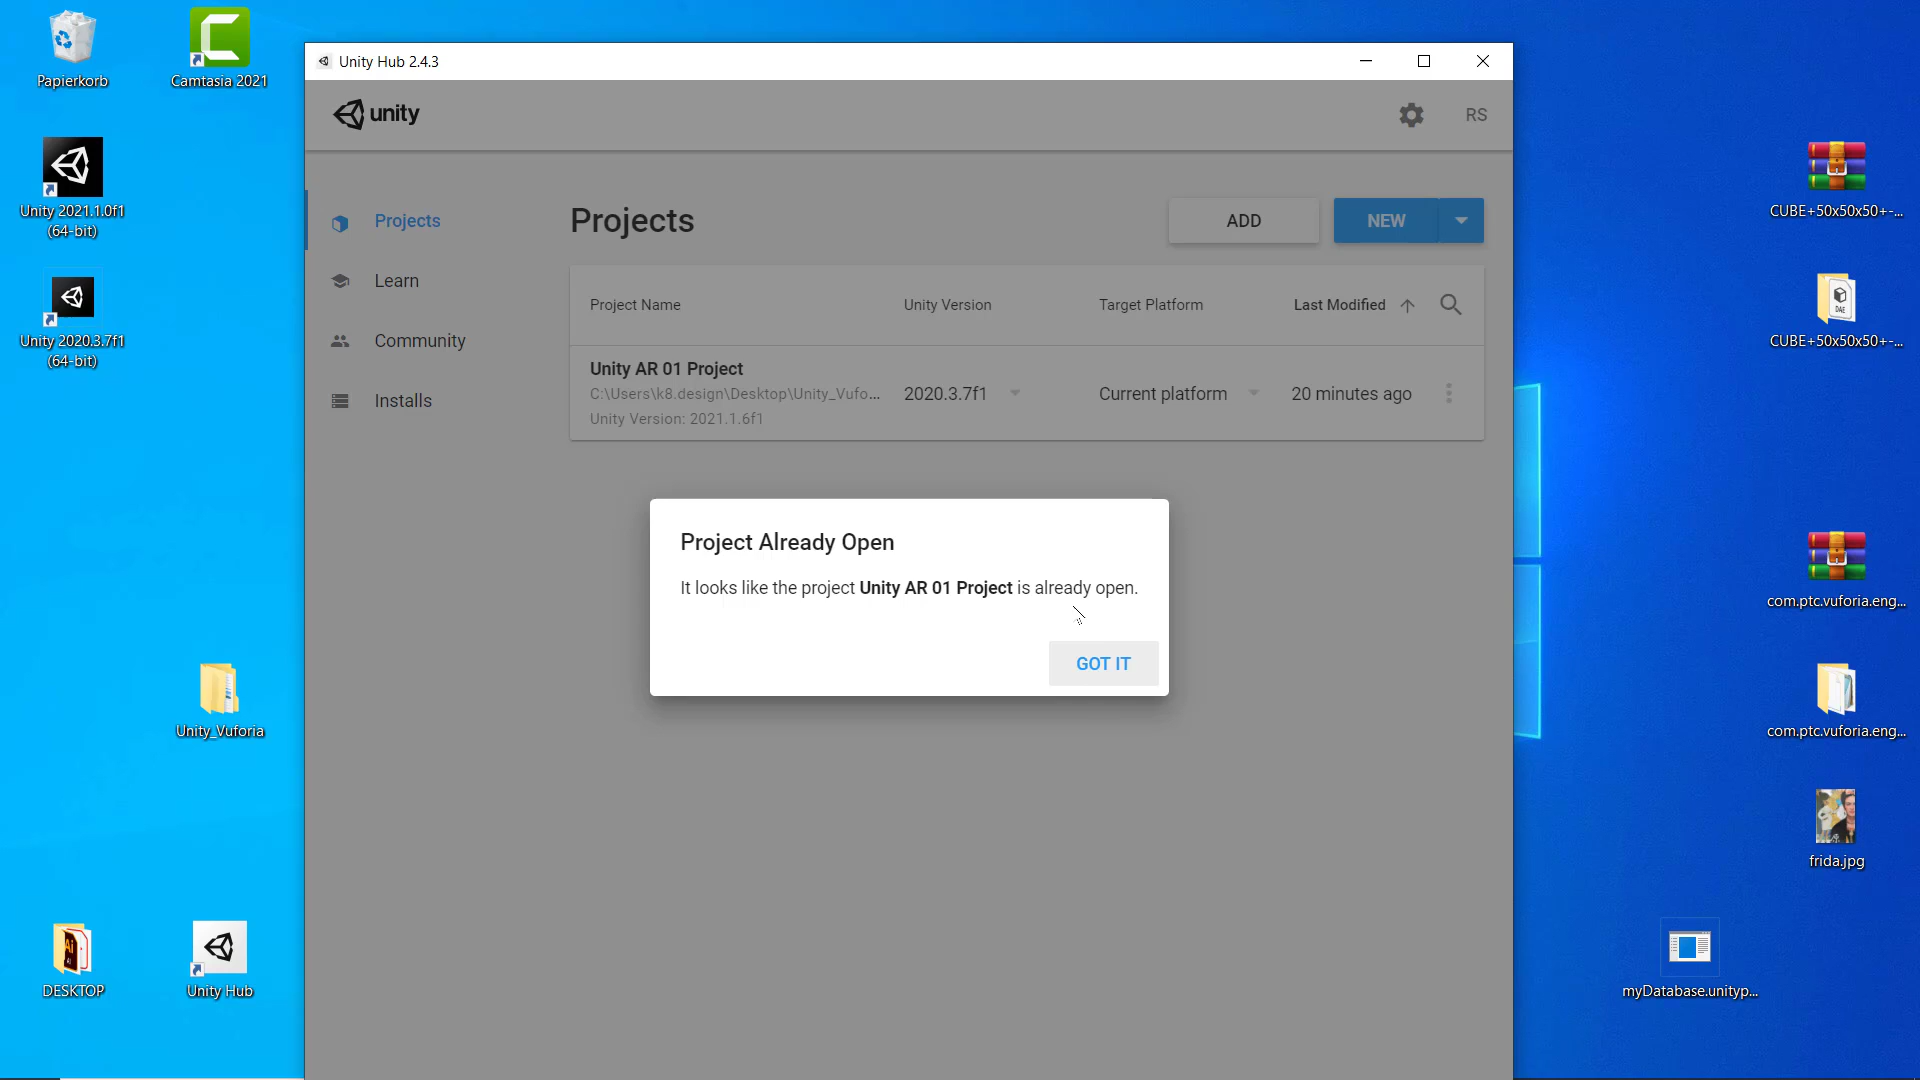 Papierkorb
Camtasia 2021
Unity 2021.1.0f1
(64-bit)
Unity 2020.3.7f1
(64-bit)
Unity_Vuforia
DESKTOP
Unity Hub
Unity Hub 2.4.3
unity
RS
Projects
Learn
Community
Installs
Projects
ADD
NEW
Project Name
Unity Version
Target Platform
Last Modified
Unity AR 01 Project
C:\Users\k8.design\Desktop\Unity_Vufo...
Unity Version: 2021.1.6f1
2020.3.7f1
Current platform
20 minutes ago
Project Already Open
It looks like the project Unity AR 01 Project is already open.
GOT IT
CUBE+50x50x50+-...
DAE
CUBE+50x50x50+-...
com.ptc.vuforia.eng...
com.ptc.vuforia.eng...
frida.jpg
myDatabase.unityp...